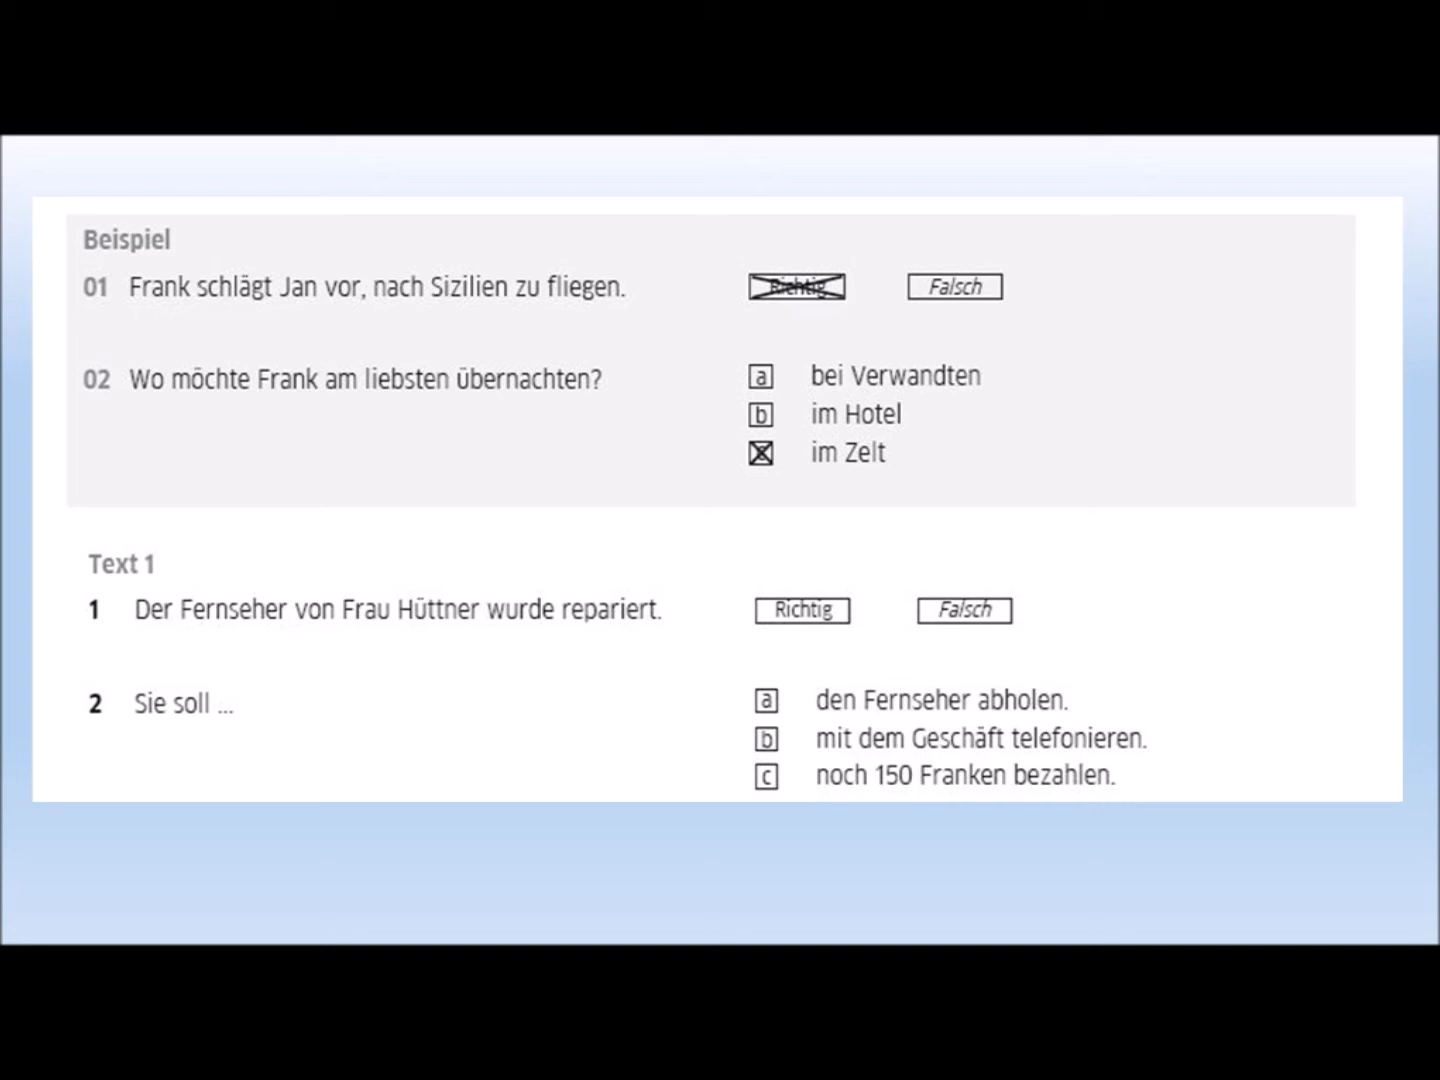 Beispiel
01 Frank schlägt Jan vor, nach Sizilien zu fliegen. Richtig Falsch
02 Wo möchte Frank am liebsten übernachten? a bei Verwandten
b im Hotel
im Zelt
Text 1
1 Der Fernseher von Frau Hüttner wurde repariert. Richtig Falsch
2 Sie soll ... a den Fernseher abholen.
b mit dem Geschäft telefonieren.
c noch 150 Franken bezahlen.